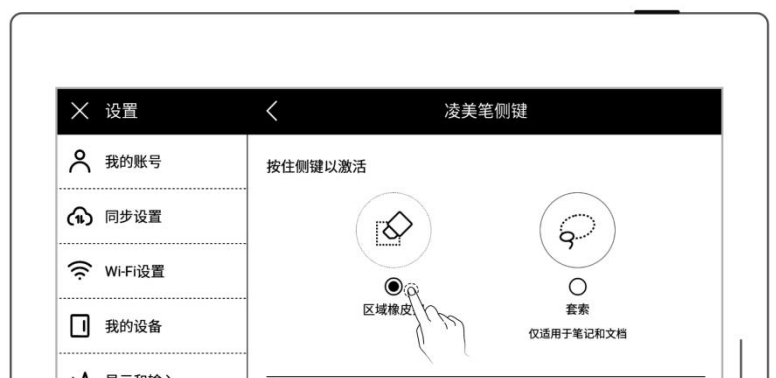 设置
凌美笔侧键
我的账号
同步设置
Wi-Fi设置
我的设备
按住侧键以激活
区域橡皮
套索
仅适用于笔记和文档